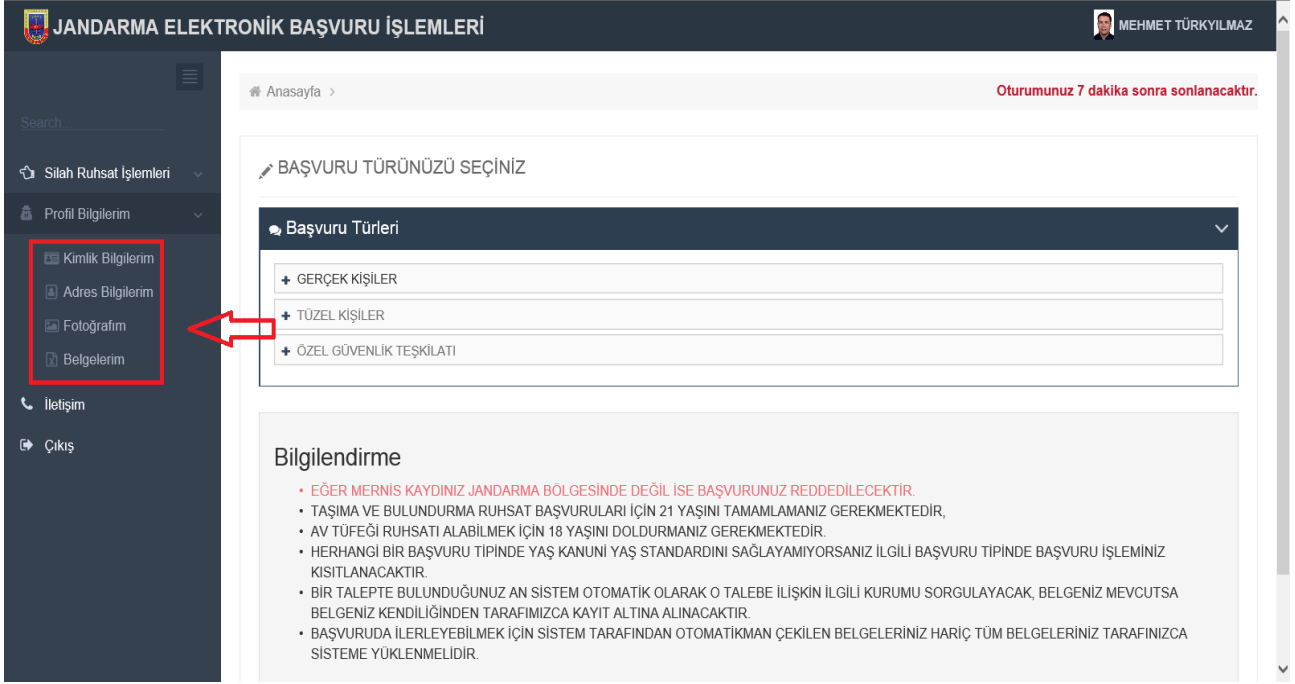 JANDARMA ELEKTRONİK BAŞVURU İŞLEMLERİ
MEHMET TÜRKYILMAZ
Anasayfa >
Oturumunuz 7 dakika sonra sonlanacaktır.
Search...
Silah Ruhsat İşlemleri
Profil Bilgilerim
Kimlik Bilgilerim
Adres Bilgilerim
Fotoğrafım
Belgelerim
İletişim
Çıkış
BAŞVURU TÜRÜNÜZÜ SEÇİNİZ
Başvuru Türleri
+ GERÇEK KİŞİLER
+ TÜZEL KİŞİLER
+ ÖZEL GÜVENLİK TEŞKİLATI
Bilgilendirme
• EĞER MERNİS KAYDINIZ JANDARMA BÖLGESİNDE DEĞİL İSE BAŞVURUNUZ REDDEDİLECEKTİR.
• TAŞIMA VE BULUNDURMA RUHSAT BAŞVURULARI İÇİN 21 YAŞINI TAMAMLAMANIZ GEREKMEKTEDİR,
• AV TÜFEĞİ RUHSATI ALABİLMEK İÇİN 18 YAŞINI DOLDURMANIZ GEREKMEKTEDİR.
• HERHANGİ BİR BAŞVURU TİPİNDE YAŞ KANUNİ YAŞ STANDARDINI SAĞLAYAMIYORSANIZ İLGİLİ BAŞVURU TİPİNDE BAŞVURU İŞLEMİNİZ
KISITLANACAKTIR.
• BİR TALEPTE BULUNDUĞUNUZ AN SİSTEM OTOMATİK OLARAK O TALEBE İLİŞKİN İLGİLİ KURUMU SORGULAYACAK, BELGENİZ MEVCUTSA
BELGENİZ KENDİLİĞİNDEN TARAFIMIZCA KAYIT ALTINA ALINACAKTIR.
• BAŞVURUDA İLERLEYEBİLMEK İÇİN SİSTEM TARAFINDAN OTOMATİKMAN ÇEKİLEN BELGELERİNİZ HARİÇ TÜM BELGELERİNİZ TARAFINIZCA
SİSTEME YÜKLENMELİDİR.